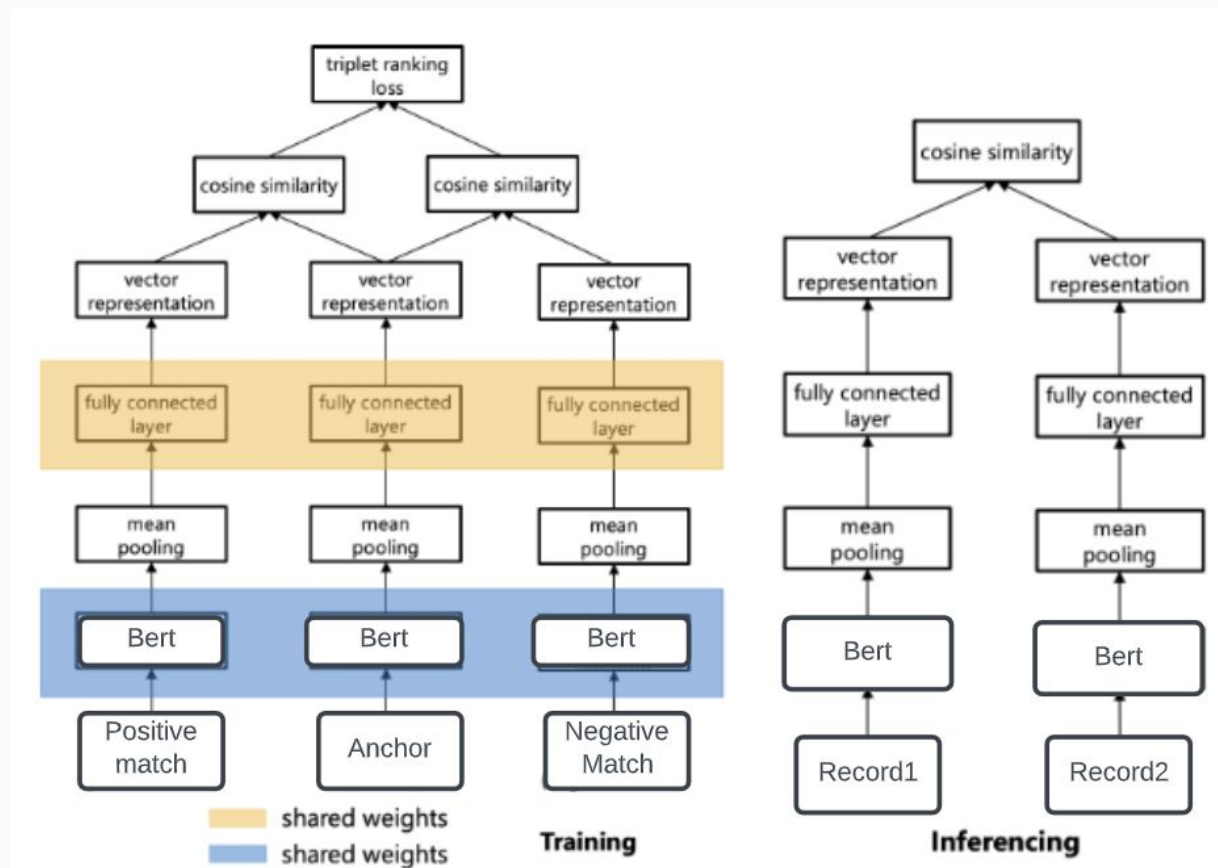 triplet ranking
loss
cosine similarity
cosine similarity
vector
representation
vector
representation
vector
representation
fully connected
layer
fully connected
layer
fully connected
layer
mean
pooling
mean
pooling
mean
pooling
Bert
Bert
Bert
Positive
match
Anchor
Negative
Match
shared weights
shared weights
Training
cosine similarity
vector
representation
vector
representation
fully connected
layer
fully connected
layer
mean
pooling
mean
pooling
Bert
Bert
Record1
Record2
Inferencing